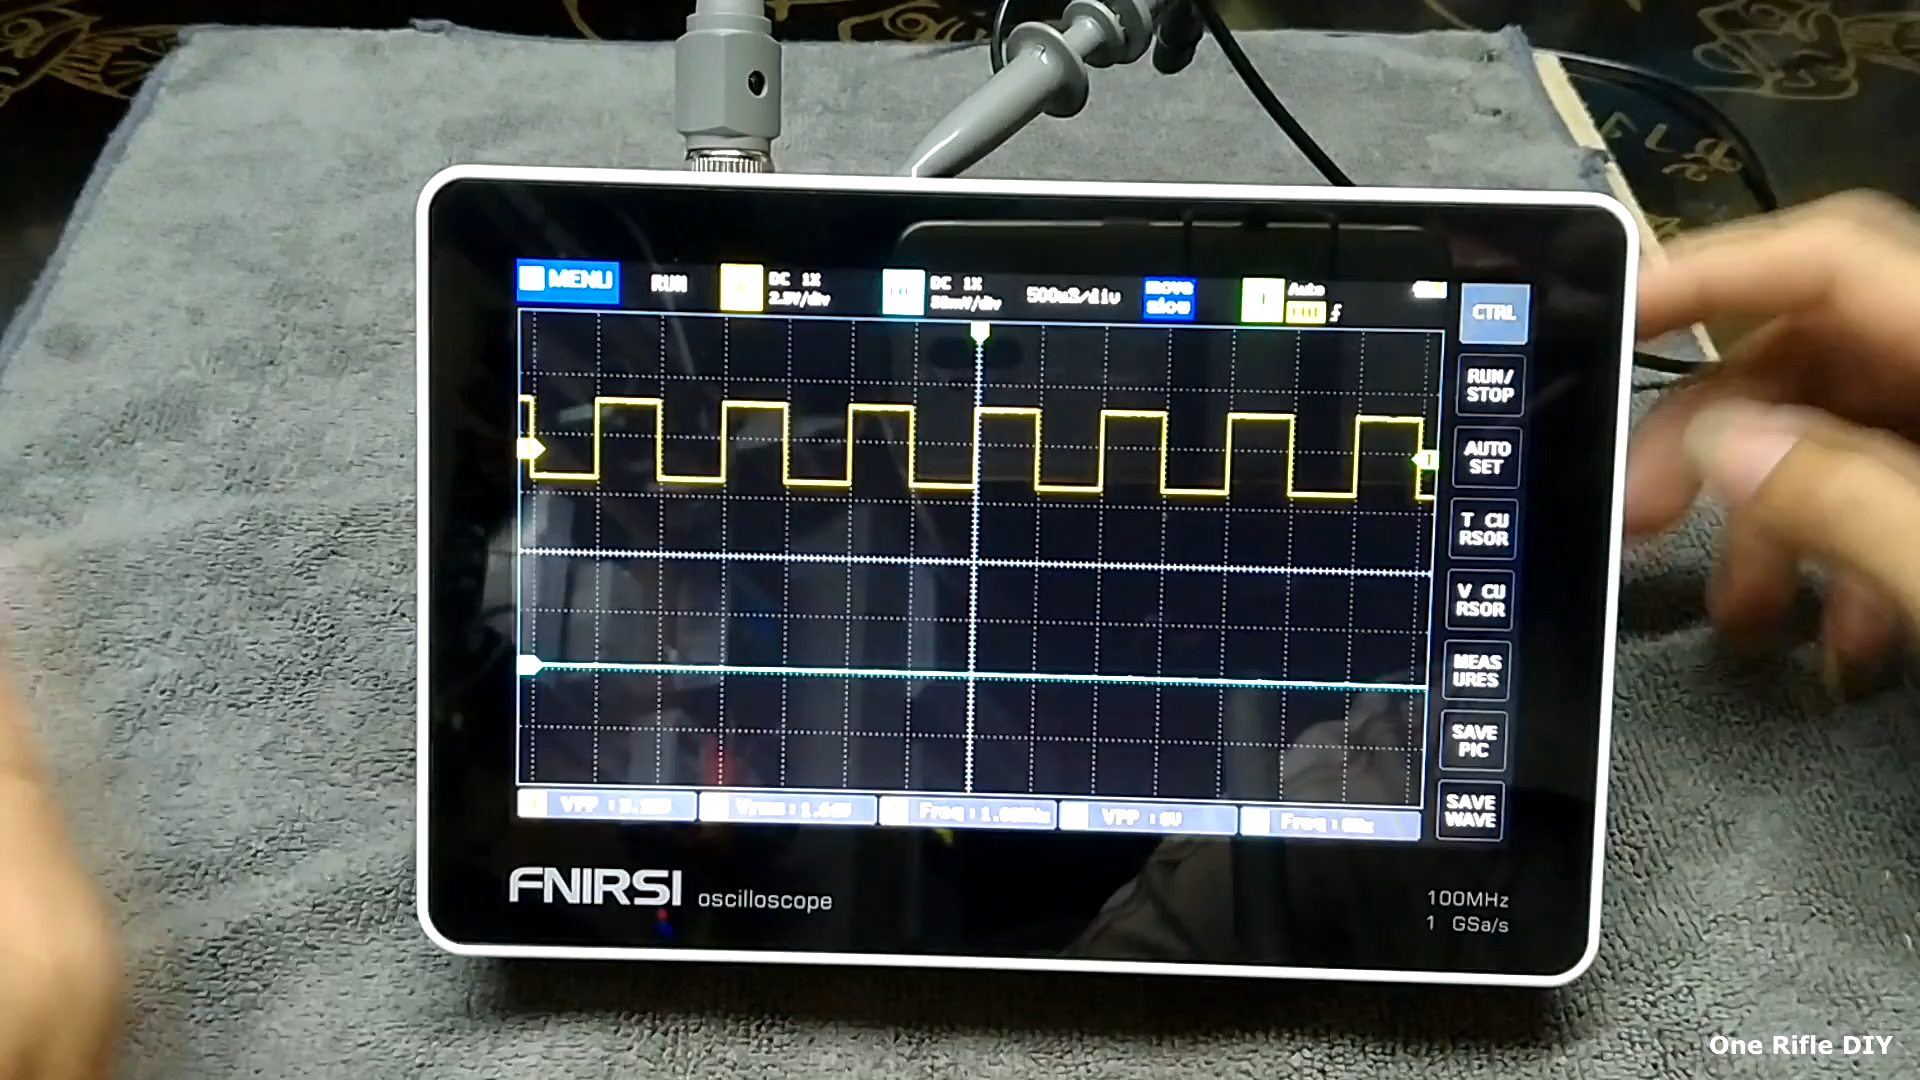 MENU
RUN
DC 1X
DC 1X
500uS/div
move
slow
Auto
CTRL
RUN/
STOP
AUTO
SET
T CU
RSOR
V CU
RSOR
MEAS
URES
SAVE
PIC
SAVE
WAVE
VPP :
Vrms:
Freq:
VPP :0V
Freq:
FNIRSI oscilloscope
100MHz
1 GSa/s
One Rifle DIY